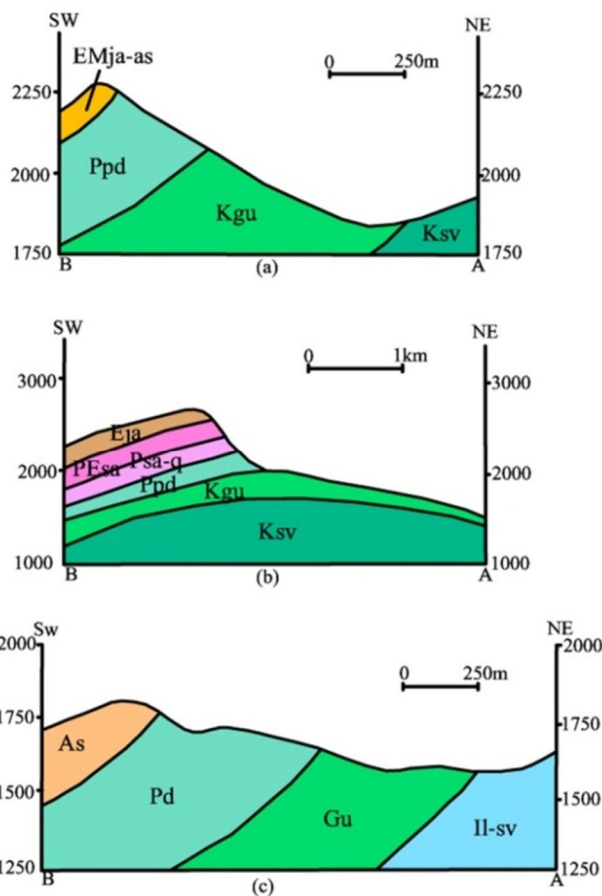 SW
NE
EMja-as
0 250m
2250
2250
Ppd
2000
2000
Kgu
Ksv
1750
1750
B
(a)
A
SW
NE
0 1km
3000
3000
Eja
PEsa
Psa-q
2000
2000
Ppd
Kgu
Ksv
1000
1000
B
(b)
A
Sw
NE
2000
2000
0 250m
1750
1750
As
1500
1500
Pd
Gu
Il-sv
1250
1250
B
(c)
A